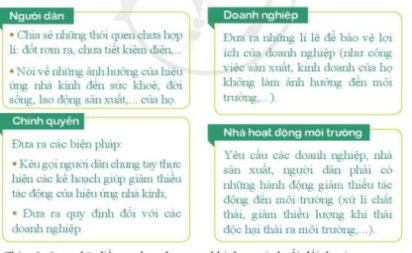 Người dân
• Chia sẽ những thói quen chưa hợp
lí: đốt rơm rạ, chưa tiết kiệm điện,...
• Nói về những ảnh hưởng của hiệu
ứng nhà kính đến sức khoẻ, đời
sống, lao động sản xuất,... của họ.
Doanh nghiệp
Đưa ra những lí lẽ để bảo vệ lợi
ích của doanh nghiệp (như công
việc sản xuất, kinh doanh của họ
không làm ảnh hưởng đến môi
trường,...).
Chính quyền
Đưa ra các biện pháp:
• Kêu gọi người dân chung tay thực
hiện các kế hoạch giúp giảm thiểu
tác động của hiệu ứng nhà kính;
• Đưa ra quy định đối với các
doanh nghiệp.
Nhà hoạt động môi trường
Yêu cầu các doanh nghiệp, nhà
sản xuất, người dân phải có
những hành động giảm thiểu tác
động đến môi trường (xử lí chất
thải, giảm thiểu lượng khí thải
độc hại thải ra môi trường,...).